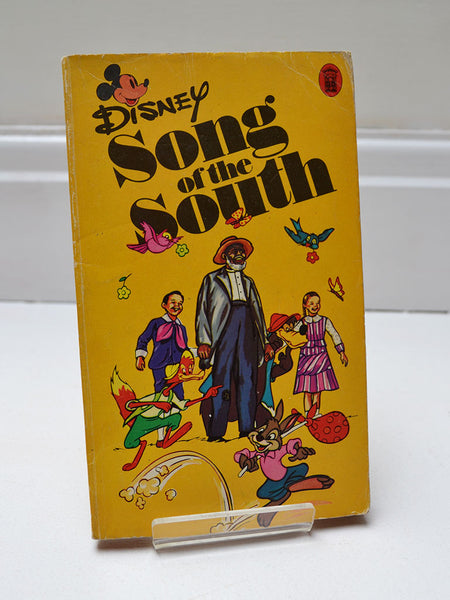 Disney
Song
of the
South